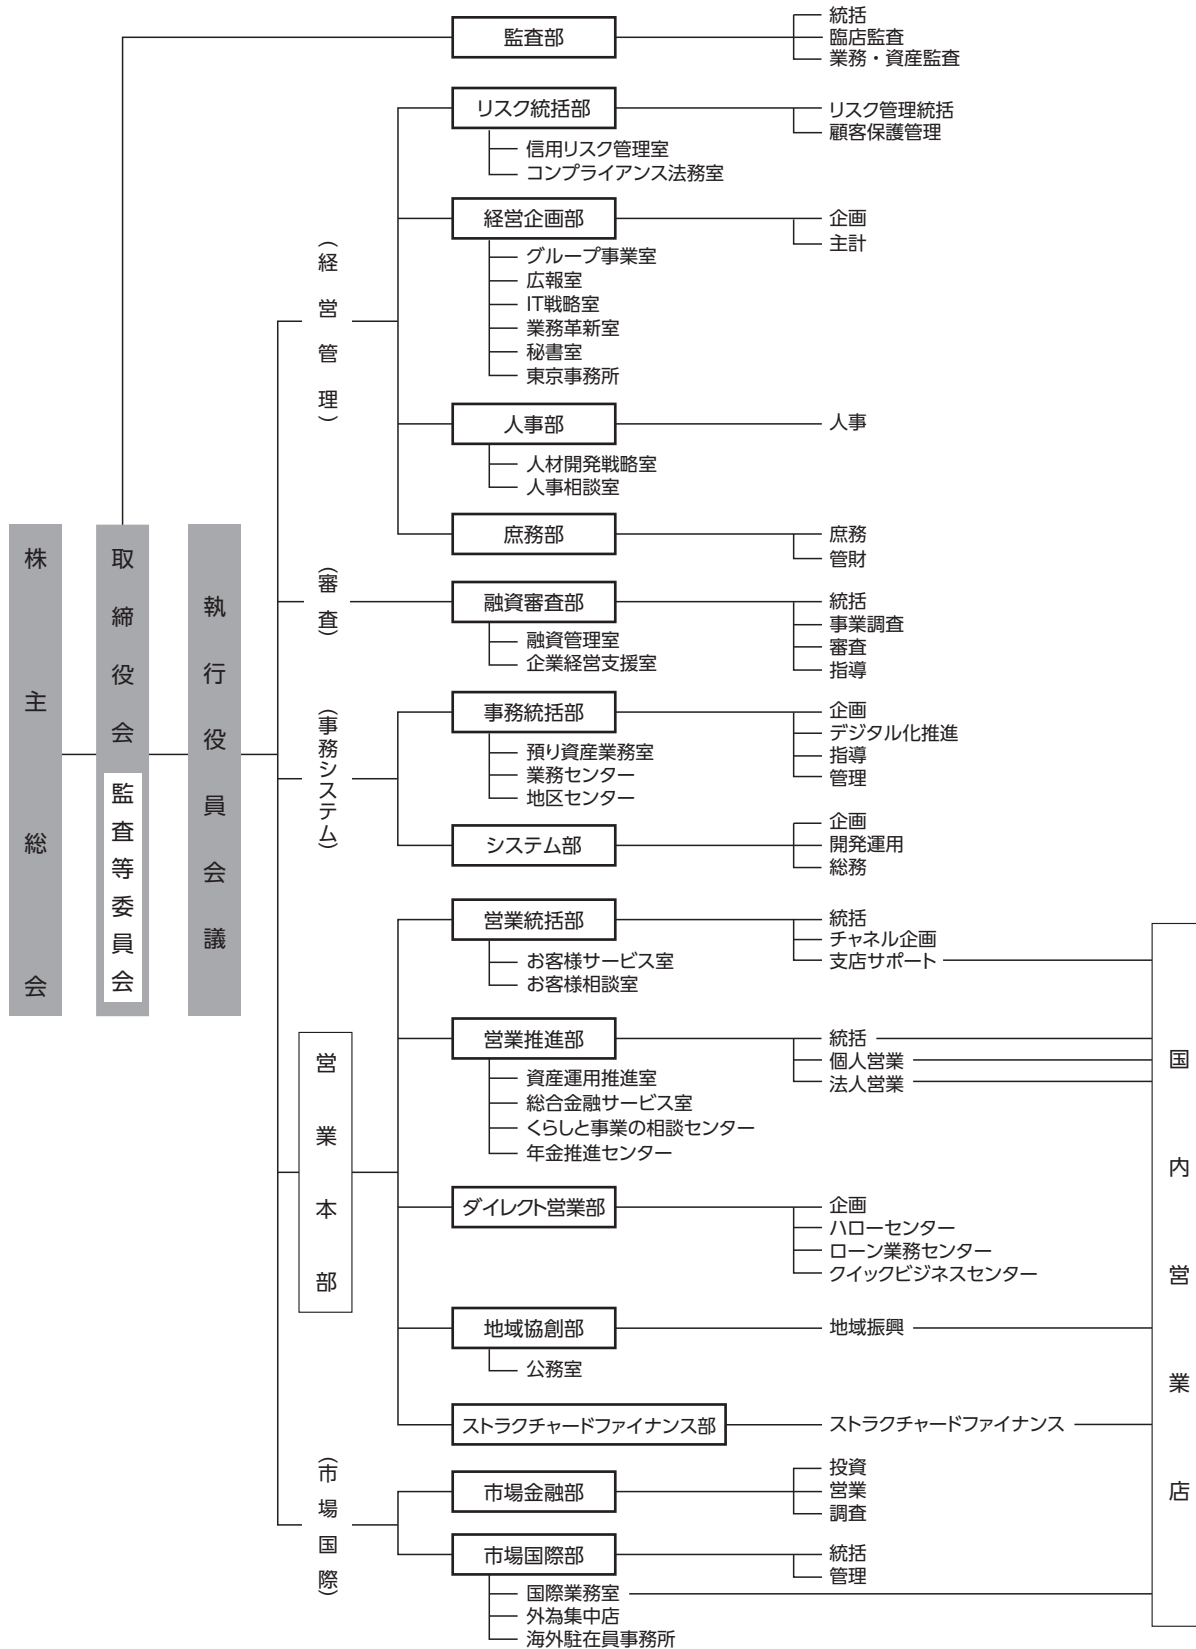 株主総会
取締役会
監査等委員会
執行役員会議
監査部
統括
臨店監査
業務・資産監査
(経営管理)
リスク統括部
信用リスク管理室
コンプライアンス法務室
リスク管理統括
顧客保護管理
経営企画部
グループ事業室
広報室
IT戦略室
業務革新室
秘書室
東京事務所
企画
主計
人事部
人材開発戦略室
人事相談室
人事
庶務部
庶務
管財
(審査)
融資審査部
融資管理室
企業経営支援室
統括
事業調査
審査
指導
(事務システム)
事務統括部
預り資産業務室
業務センター
地区センター
企画
デジタル化推進
指導
管理
システム部
企画
開発運用
総務
営業本部
営業統括部
お客様サービス室
お客様相談室
統括
チャネル企画
支店サポート
営業推進部
資産運用推進室
総合金融サービス室
くらしと事業の相談センター
年金推進センター
統括
個人営業
法人営業
ダイレクト営業部
企画
ハローセンター
ローン業務センター
クイックビジネスセンター
地域協創部
公務室
地域振興
ストラクチャードファイナンス部
ストラクチャードファイナンス
(市場国際)
市場金融部
投資
営業
調査
市場国際部
国際業務室
外為集中店
海外駐在員事務所
統括
管理
国内営業店